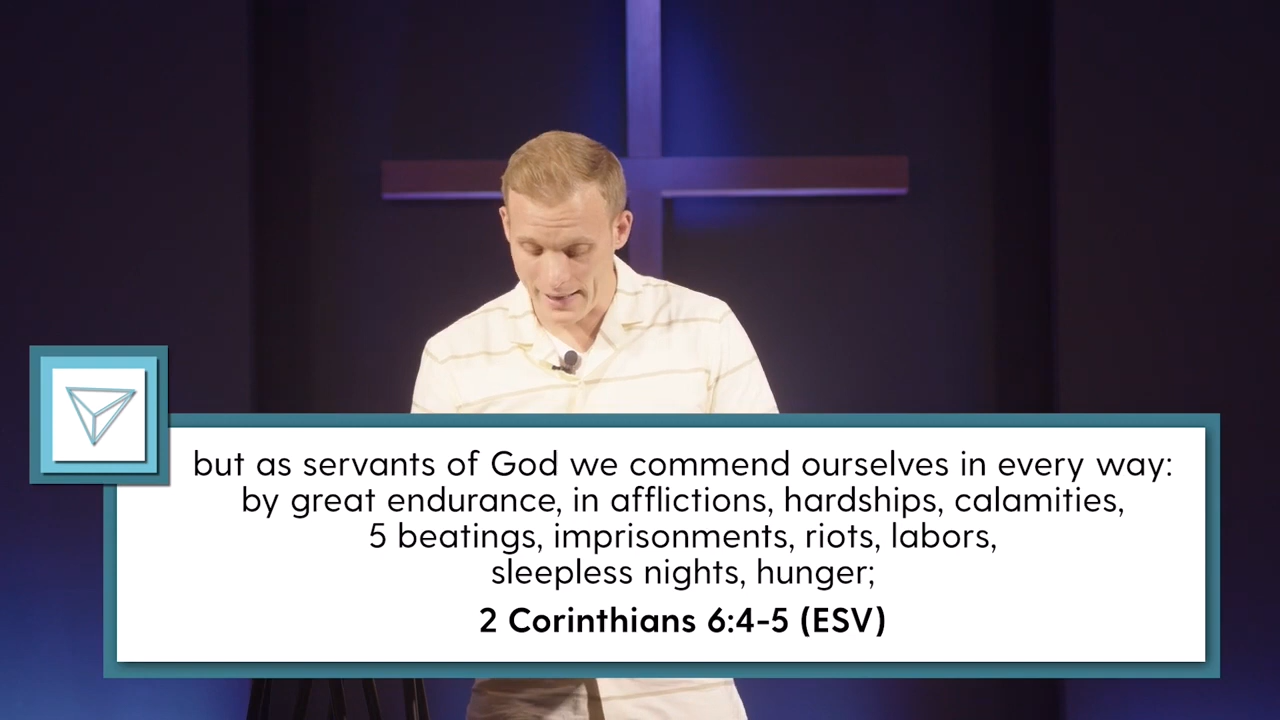 but as servants of God we commend ourselves in every way:
by great endurance, in afflictions, hardships, calamities,
5 beatings, imprisonments, riots, labors,
sleepless nights, hunger;
2 Corinthians 6:4-5 (ESV)